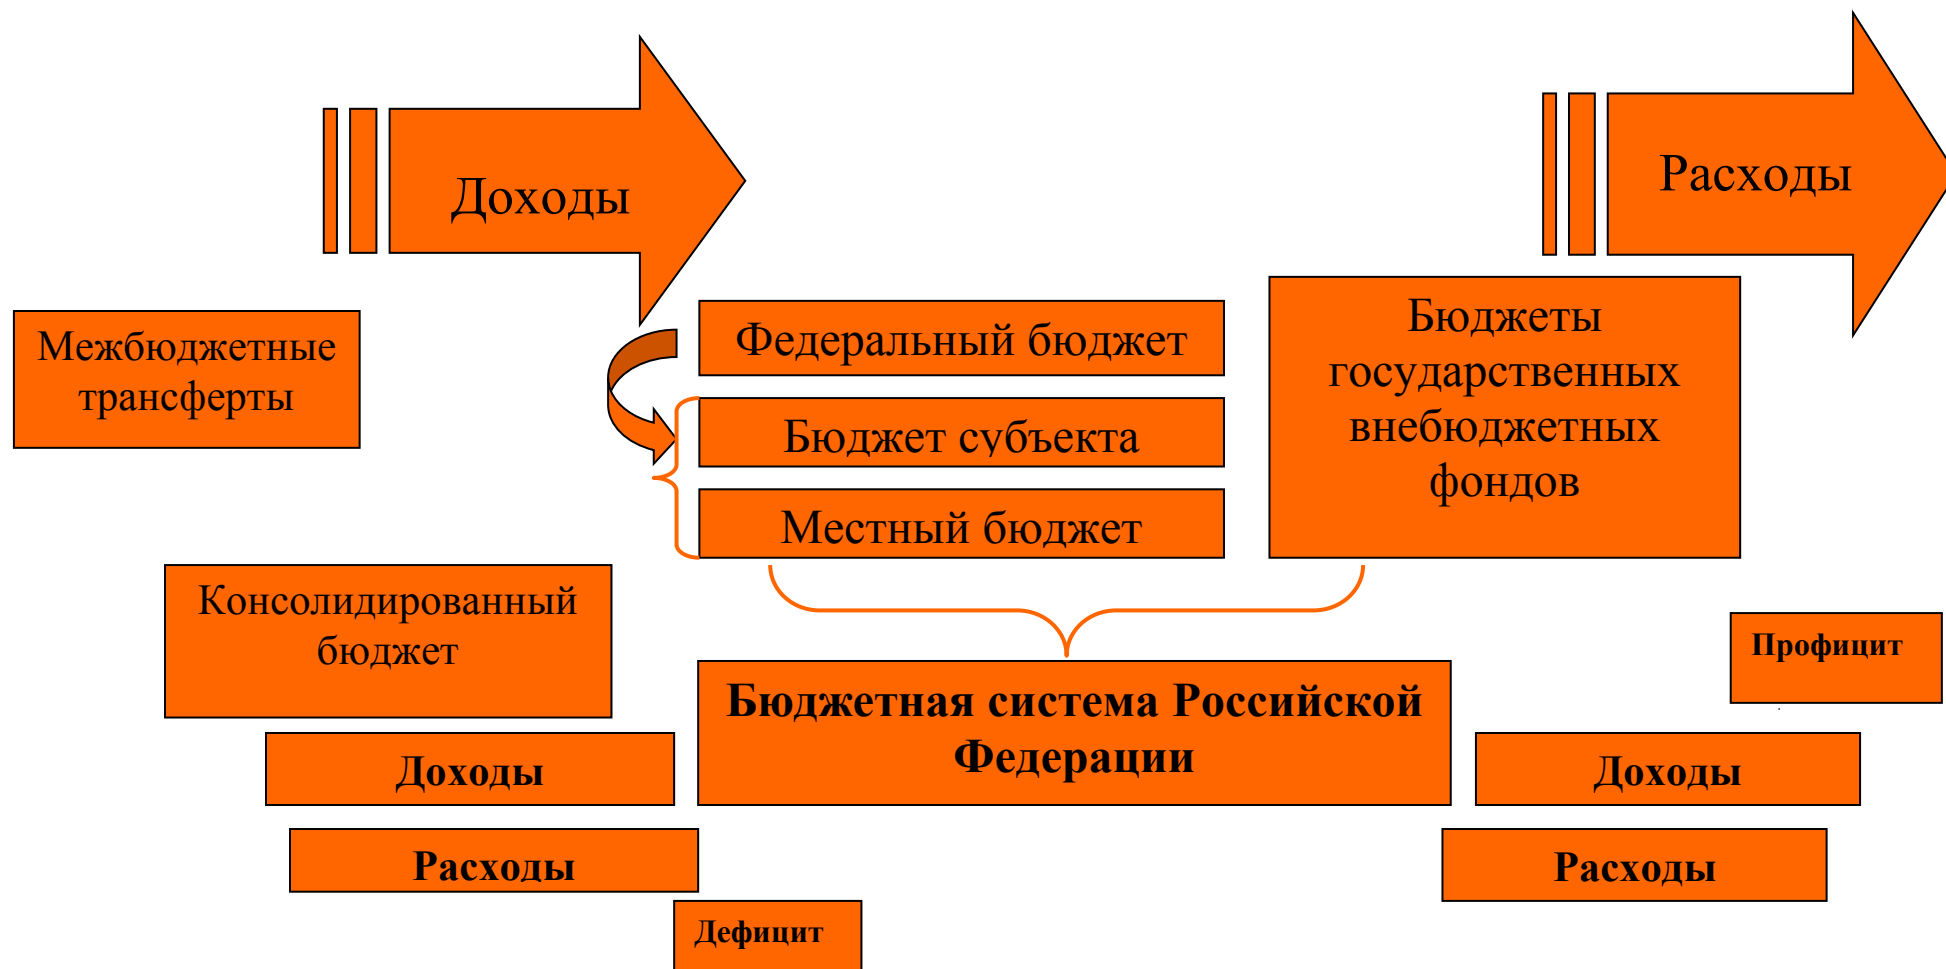 Доходы
Расходы
Межбюджетные
трансферты
Федеральный бюджет
Бюджет субъекта
Местный бюджет
Бюджеты
государственных
внебюджетных
фондов
Консолидированный
бюджет
Профицит
Бюджетная система Российской
Федерации
Доходы
Расходы
Доходы
Расходы
Дефицит